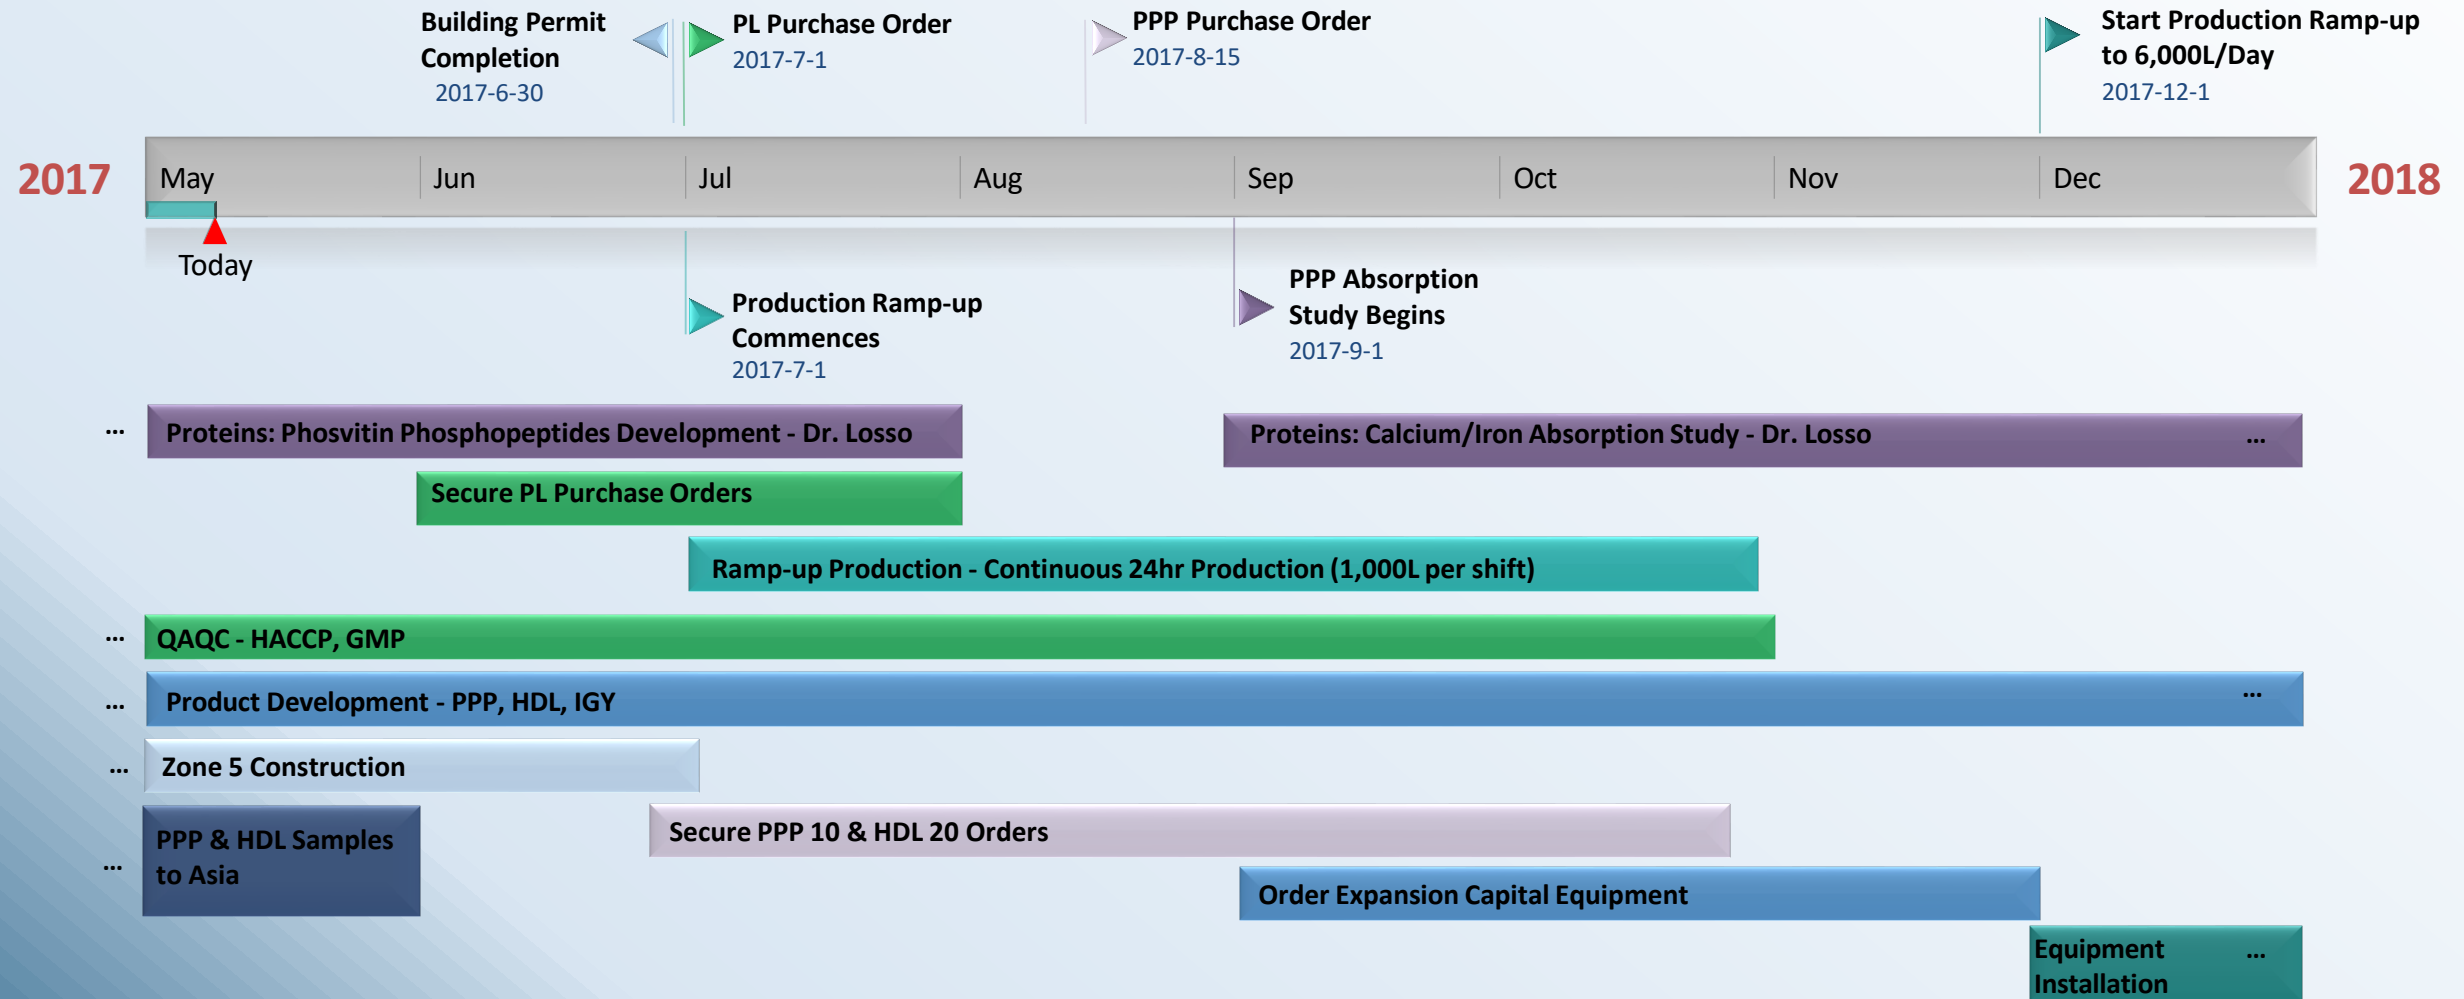 Building Permit
Completion
2017-6-30
PL Purchase Order
2017-7-1
PPP Purchase Order
2017-8-15
Start Production Ramp-up
to 6,000L/Day
2017-12-1
2017
May
Jun
Jul
Aug
Sep
Oct
Nov
Dec
2018
Today
Production Ramp-up
Commences
2017-7-1
PPP Absorption
Study Begins
2017-9-1
... Proteins: Phosvitin Phosphopeptides Development - Dr. Losso
Proteins: Calcium/Iron Absorption Study - Dr. Losso ...
Secure PL Purchase Orders
Ramp-up Production - Continuous 24hr Production (1,000L per shift)
... QAQC - HACCP, GMP
... Product Development - PPP, HDL, IGY ...
... Zone 5 Construction
... PPP & HDL Samples
to Asia
Secure PPP 10 & HDL 20 Orders
Order Expansion Capital Equipment
Equipment ...
Installation